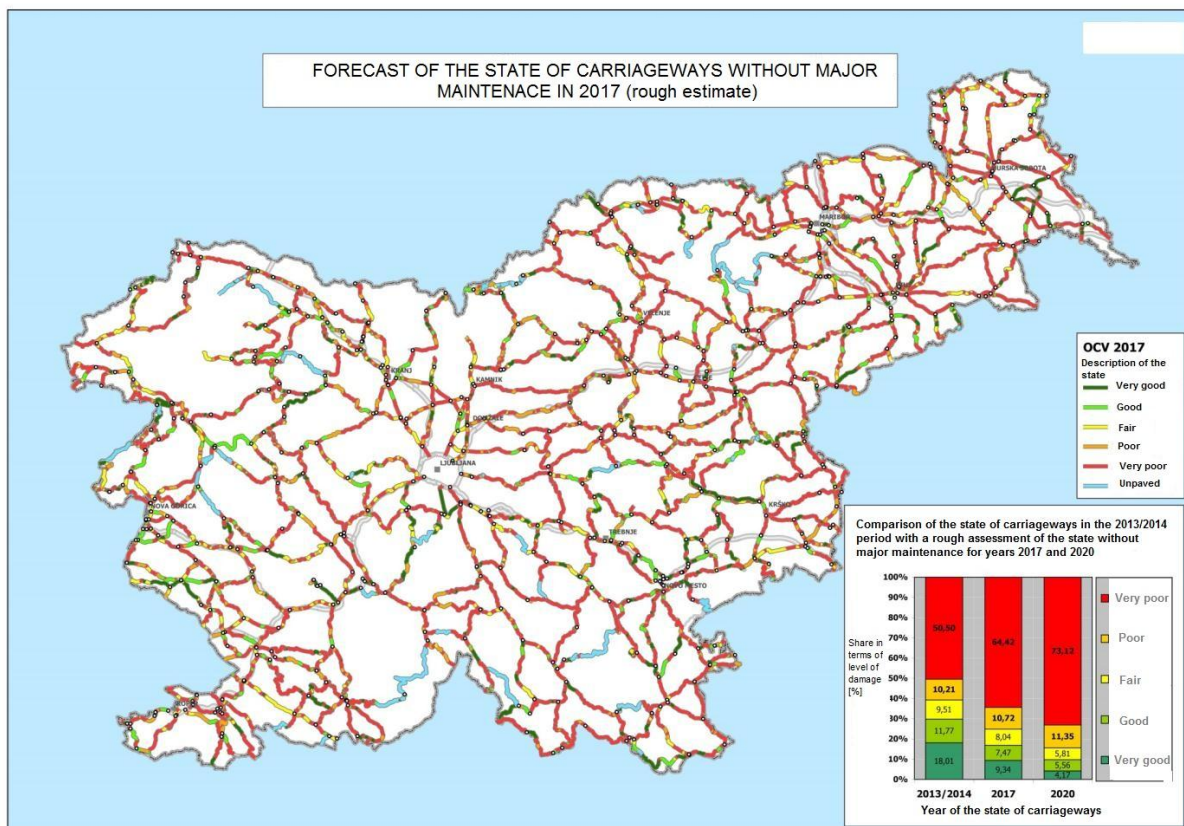 FORECAST OF THE STATE OF CARRIAGEWAYS WITHOUT MAJOR
MAINTENACE IN 2017 (rough estimate)
MURSKA SOBOTA
MARIBOR
VELENJE
KRANJ
KAMNIK
LJUBLJANA
NOVA GORICA
KRŠKO
TREBNJE
NOVO MESTO
OCV 2017
Description of the
state
Very good
Good
Fair
Poor
Very poor
Unpaved
Comparison of the state of carriageways in the 2013/2014
period with a rough assessment of the state without
major maintenance for years 2017 and 2020
Share in
terms of
level of
damage
[%]
100%
90%
80%
70%
60%
50%
40%
30%
20%
10%
0%
50,50
10,21
9,51
11,77
18,01
64,42
10,72
8,04
7,47
9,34
73,12
11,35
5,81
5,56
4,17
2013/2014
2017
2020
Year of the state of carriageways
Very poor
Poor
Fair
Good
Very good